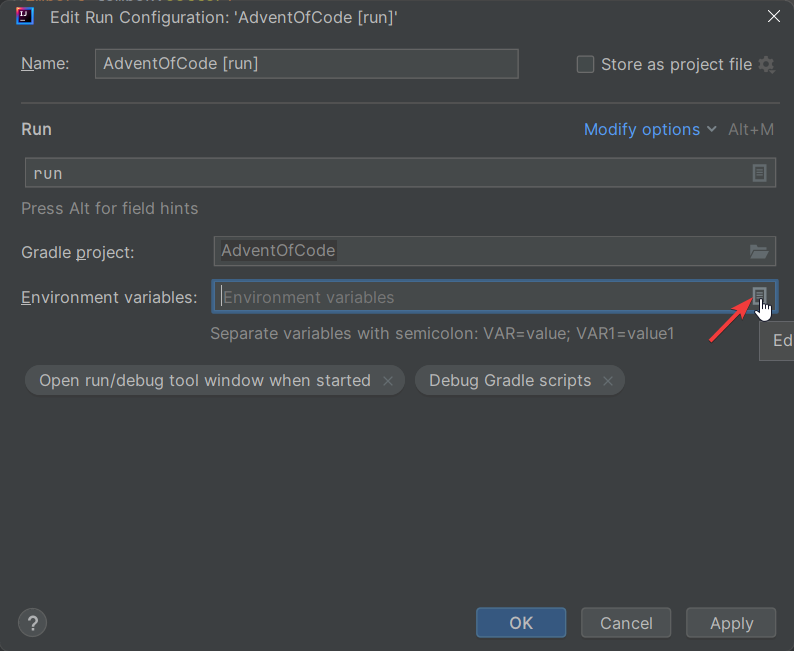 Edit Run Configuration: 'AdventOfCode [run]'
Name: AdventOfCode [run] Store as project file
Run Modify options Alt+M
run
Press Alt for field hints
Gradle project: AdventOfCode
Environment variables: Environment variables
Separate variables with semicolon: VAR=value; VAR1=value1
Ed
Open run/debug tool window when started Debug Gradle scripts
? OK Cancel Apply